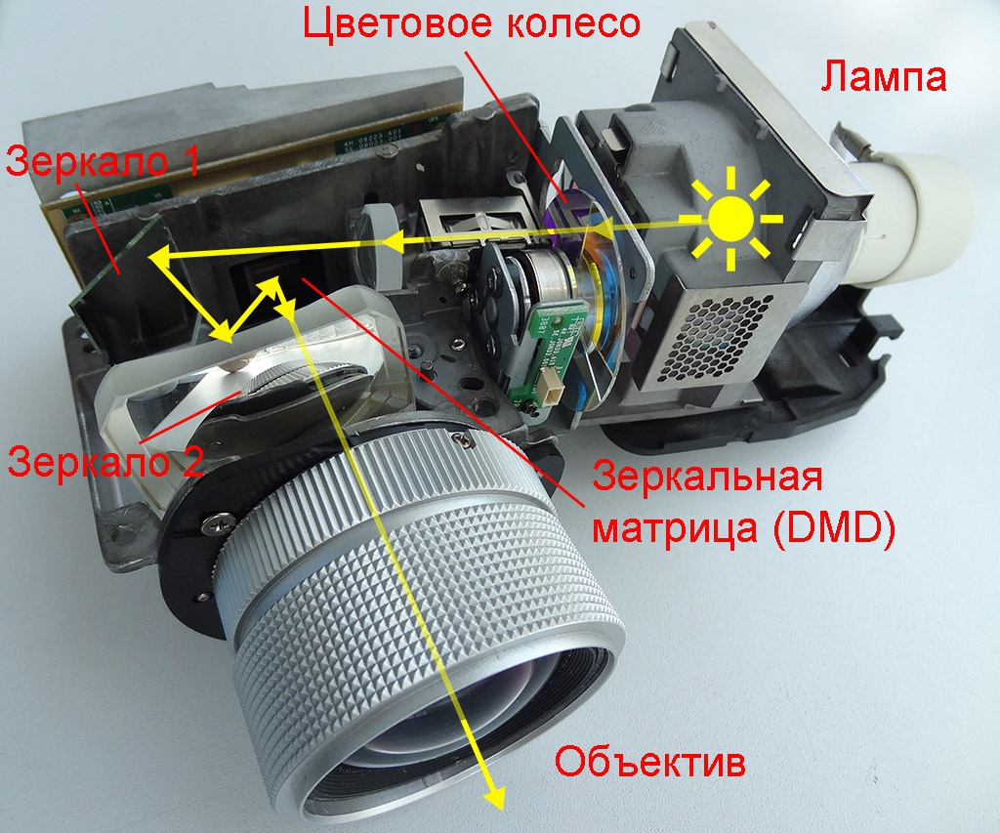 Цветовое колесо
Лампа
Зеркало 1
Зеркало 2
Зеркальная
матрица (DMD)
Объектив